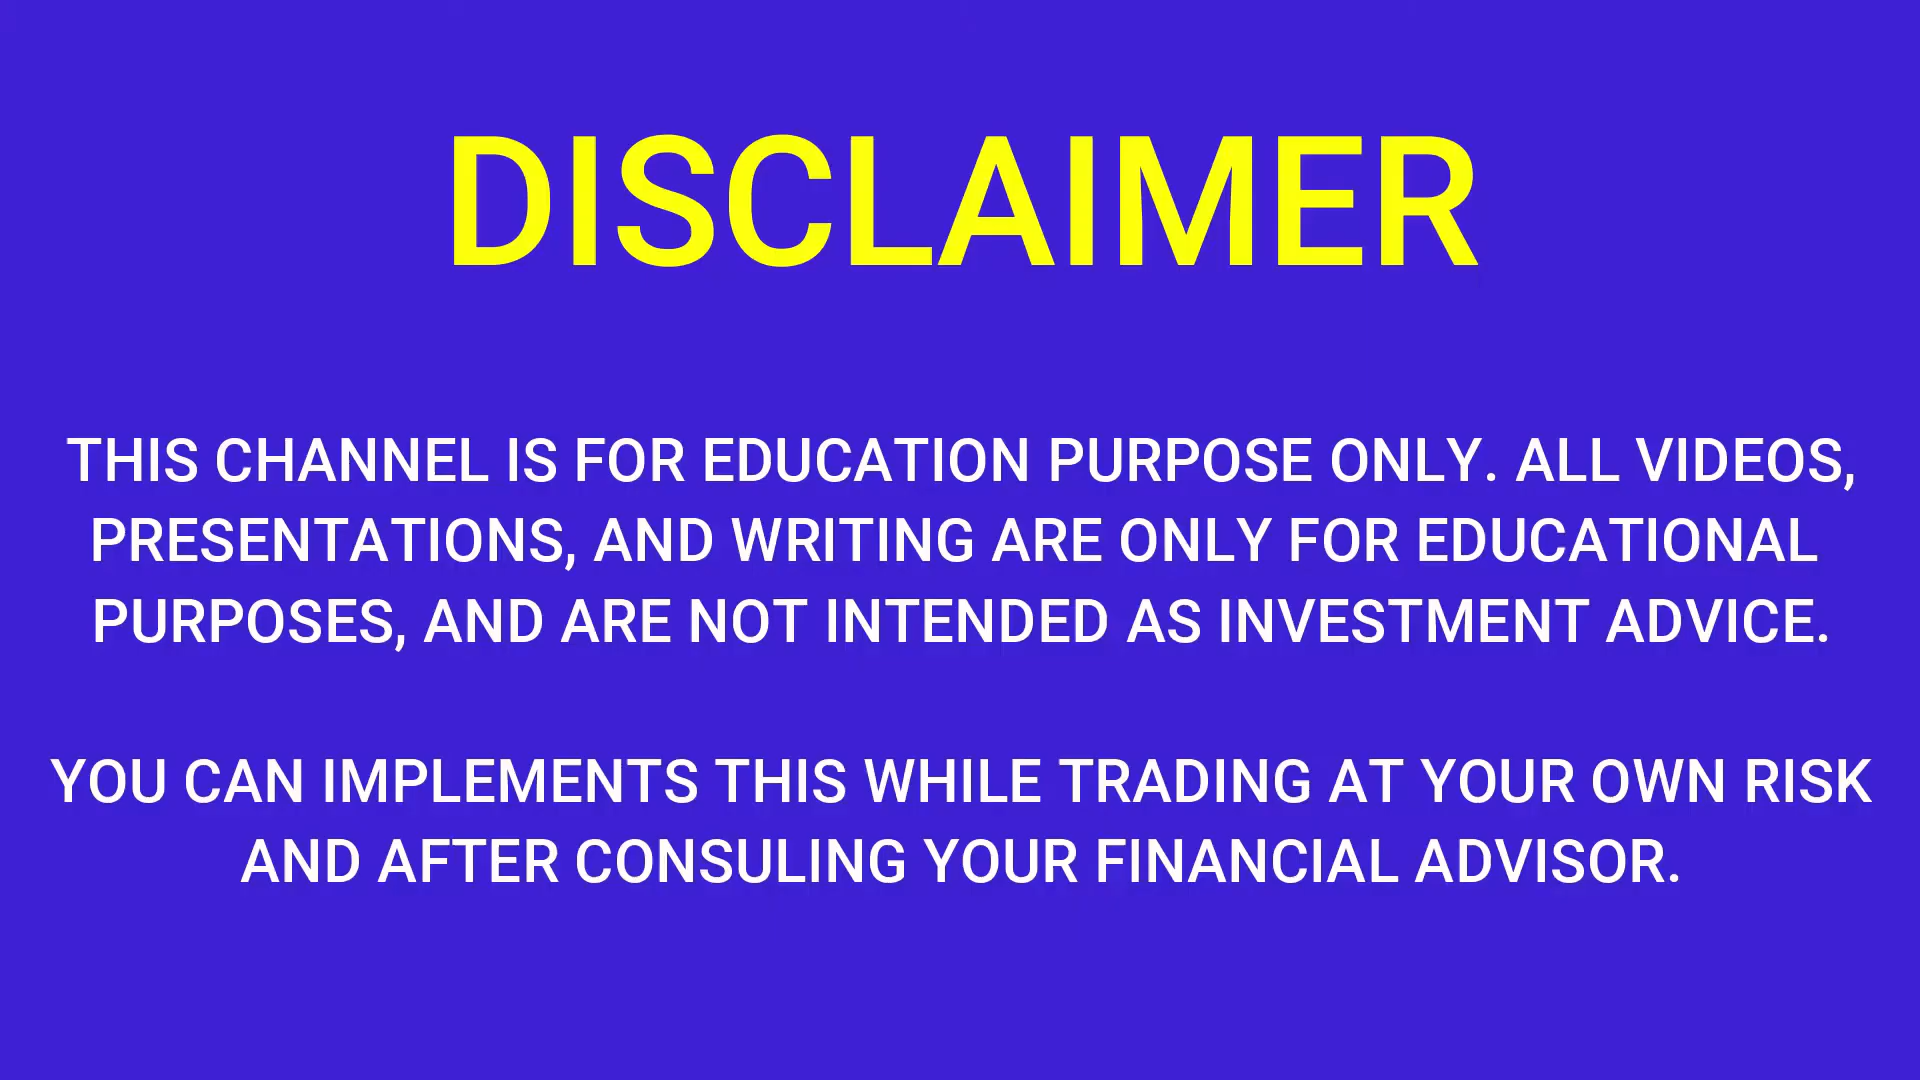 DISCLAIMER
THIS CHANNEL IS FOR EDUCATION PURPOSE ONLY. ALL VIDEOS,
PRESENTATIONS, AND WRITING ARE ONLY FOR EDUCATIONAL
PURPOSES, AND ARE NOT INTENDED AS INVESTMENT ADVICE.
YOU CAN IMPLEMENTS THIS WHILE TRADING AT YOUR OWN RISK
AND AFTER CONSULING YOUR FINANCIAL ADVISOR.